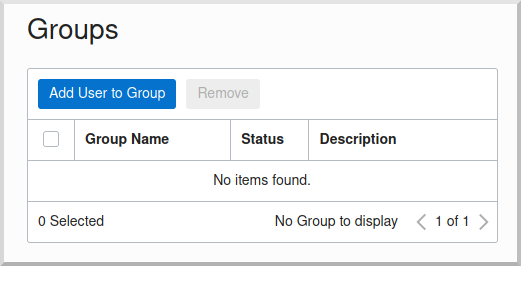 Groups
Add User to Group Remove
Group Name Status Description
No items found.
0 Selected No Group to display 1 of 1